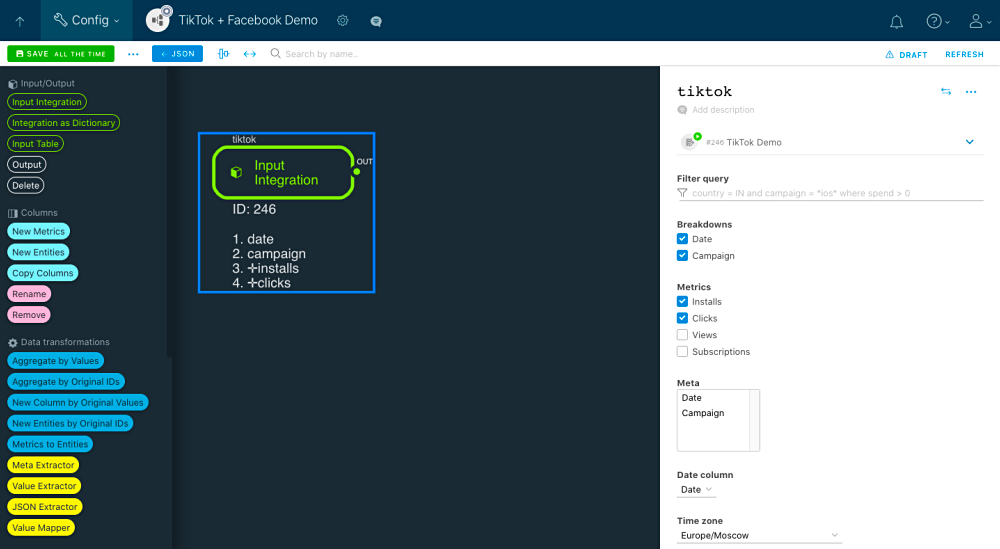 Config
TikTok + Facebook Demo
SAVE ALL THE TIME
← JSON
Search by name..
DRAFT
REFRESH
Input/Output
Input Integration
Integration as Dictionary
Input Table
Output
Delete
Columns
New Metrics
New Entities
Copy Columns
Rename
Remove
Data transformations
Aggregate by Values
Aggregate by Original IDs
New Column by Original Values
New Entities by Original IDs
Metrics to Entities
Meta Extractor
Value Extractor
JSON Extractor
Value Mapper
tiktok
Input
Integration
OUT
ID: 246
1. date
2. campaign
3. ✛installs
4. ✛clicks
tiktok
Add description
#246 TikTok Demo
Filter query
country = IN and campaign = *ios* where spend > 0
Breakdowns
Date
Campaign
Metrics
Installs
Clicks
Views
Subscriptions
Meta
Date
Campaign
Date column
Date
Time zone
Europe/Moscow